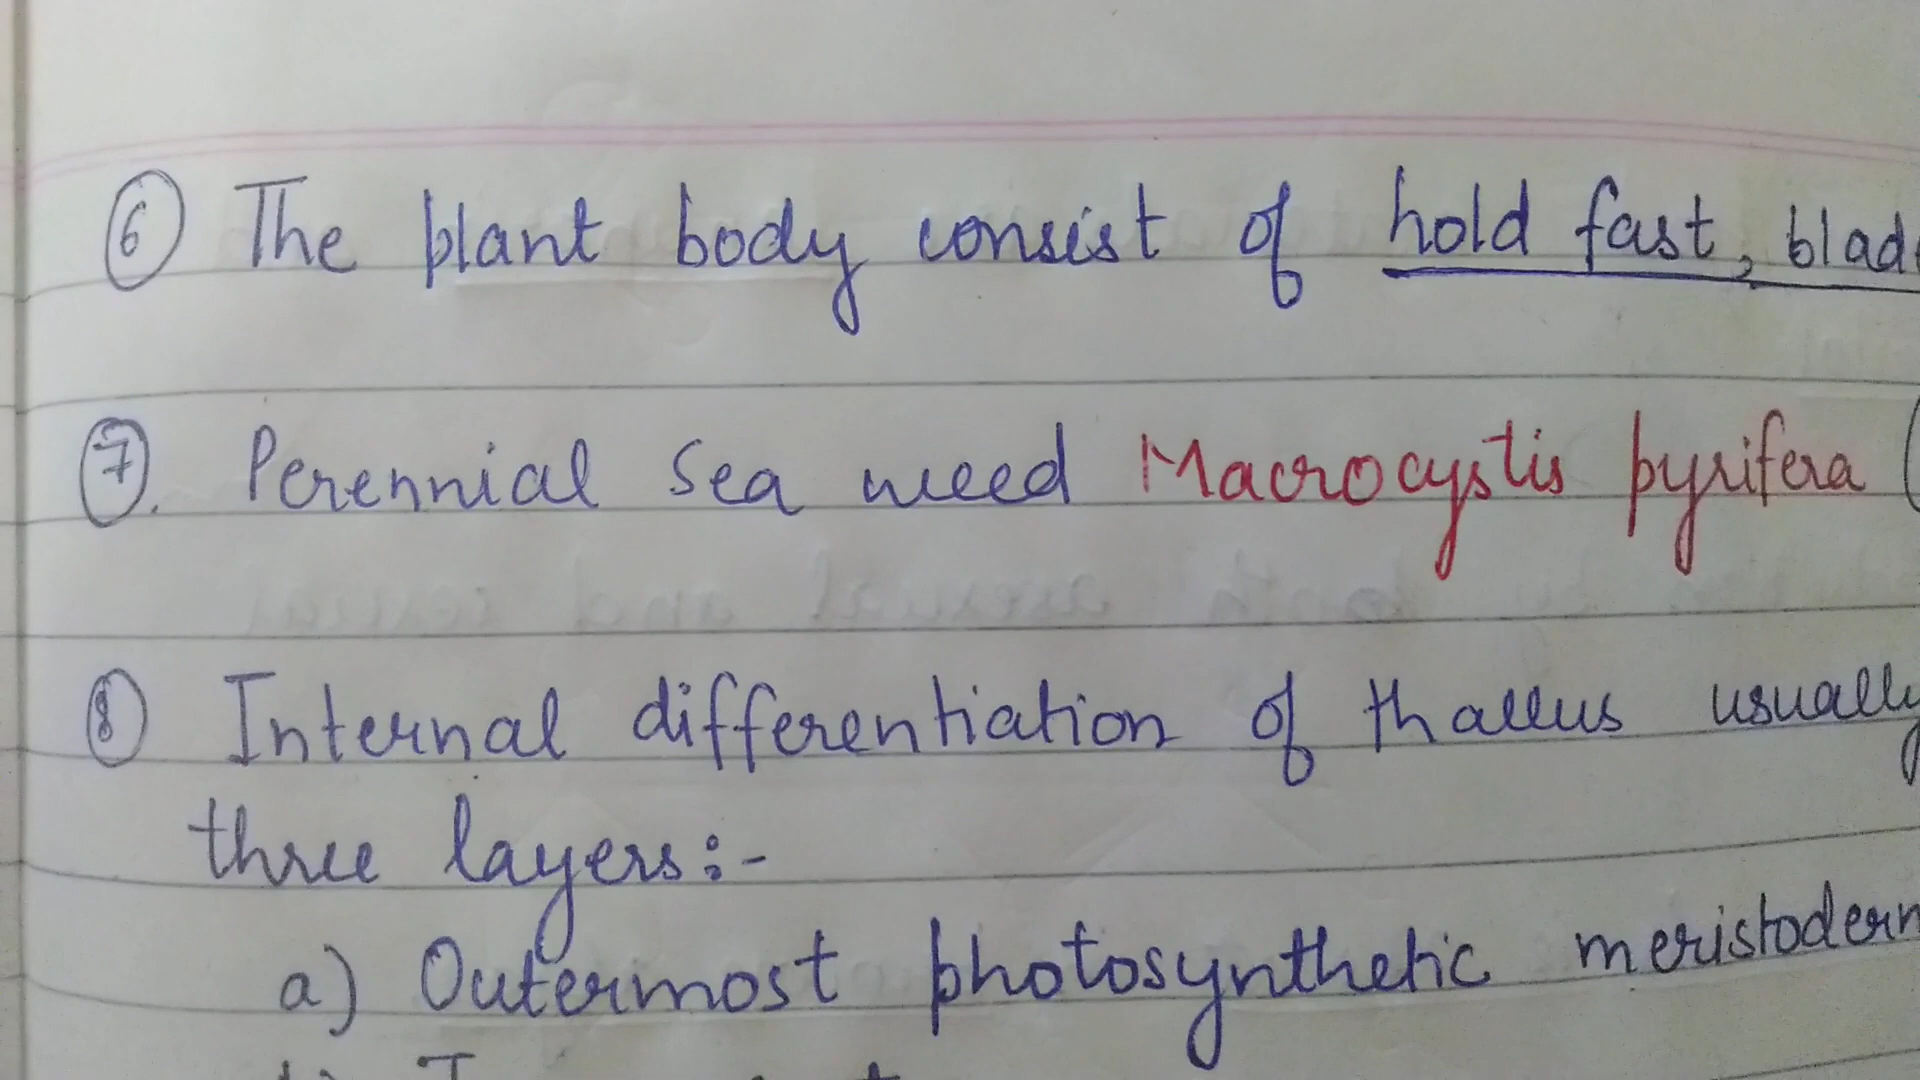 6 The plant body consist of hold fast, blad
7. Perennial Sea weed Macrocystis pyrifera (
8 Internal differentiation of thallus usually
three layers:-
a) Outermost photosynthetic meristoderm